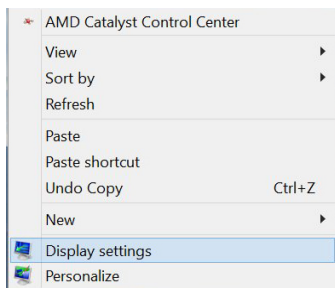 AMD Catalyst Control Center
View
Sort by
Refresh
Paste
Paste shortcut
Undo Copy Ctrl+Z
New
Display settings
Personalize